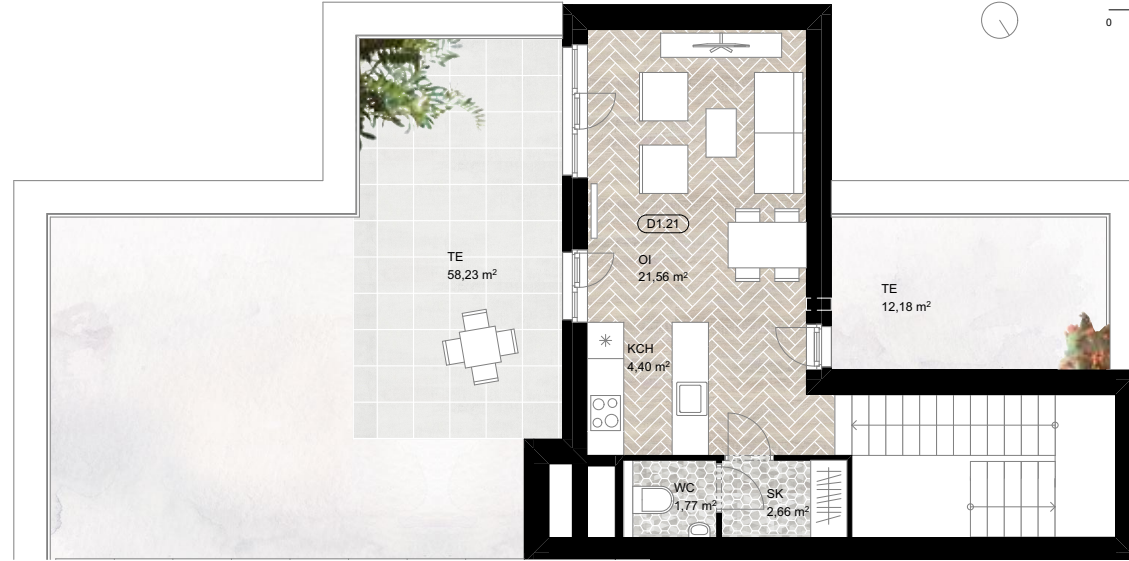 0
D1.21
TE
58,23 m²
OI
21,56 m²
TE
12,18 m²
KCH
4,40 m²
WC
1,77 m²
SK
2,66 m²